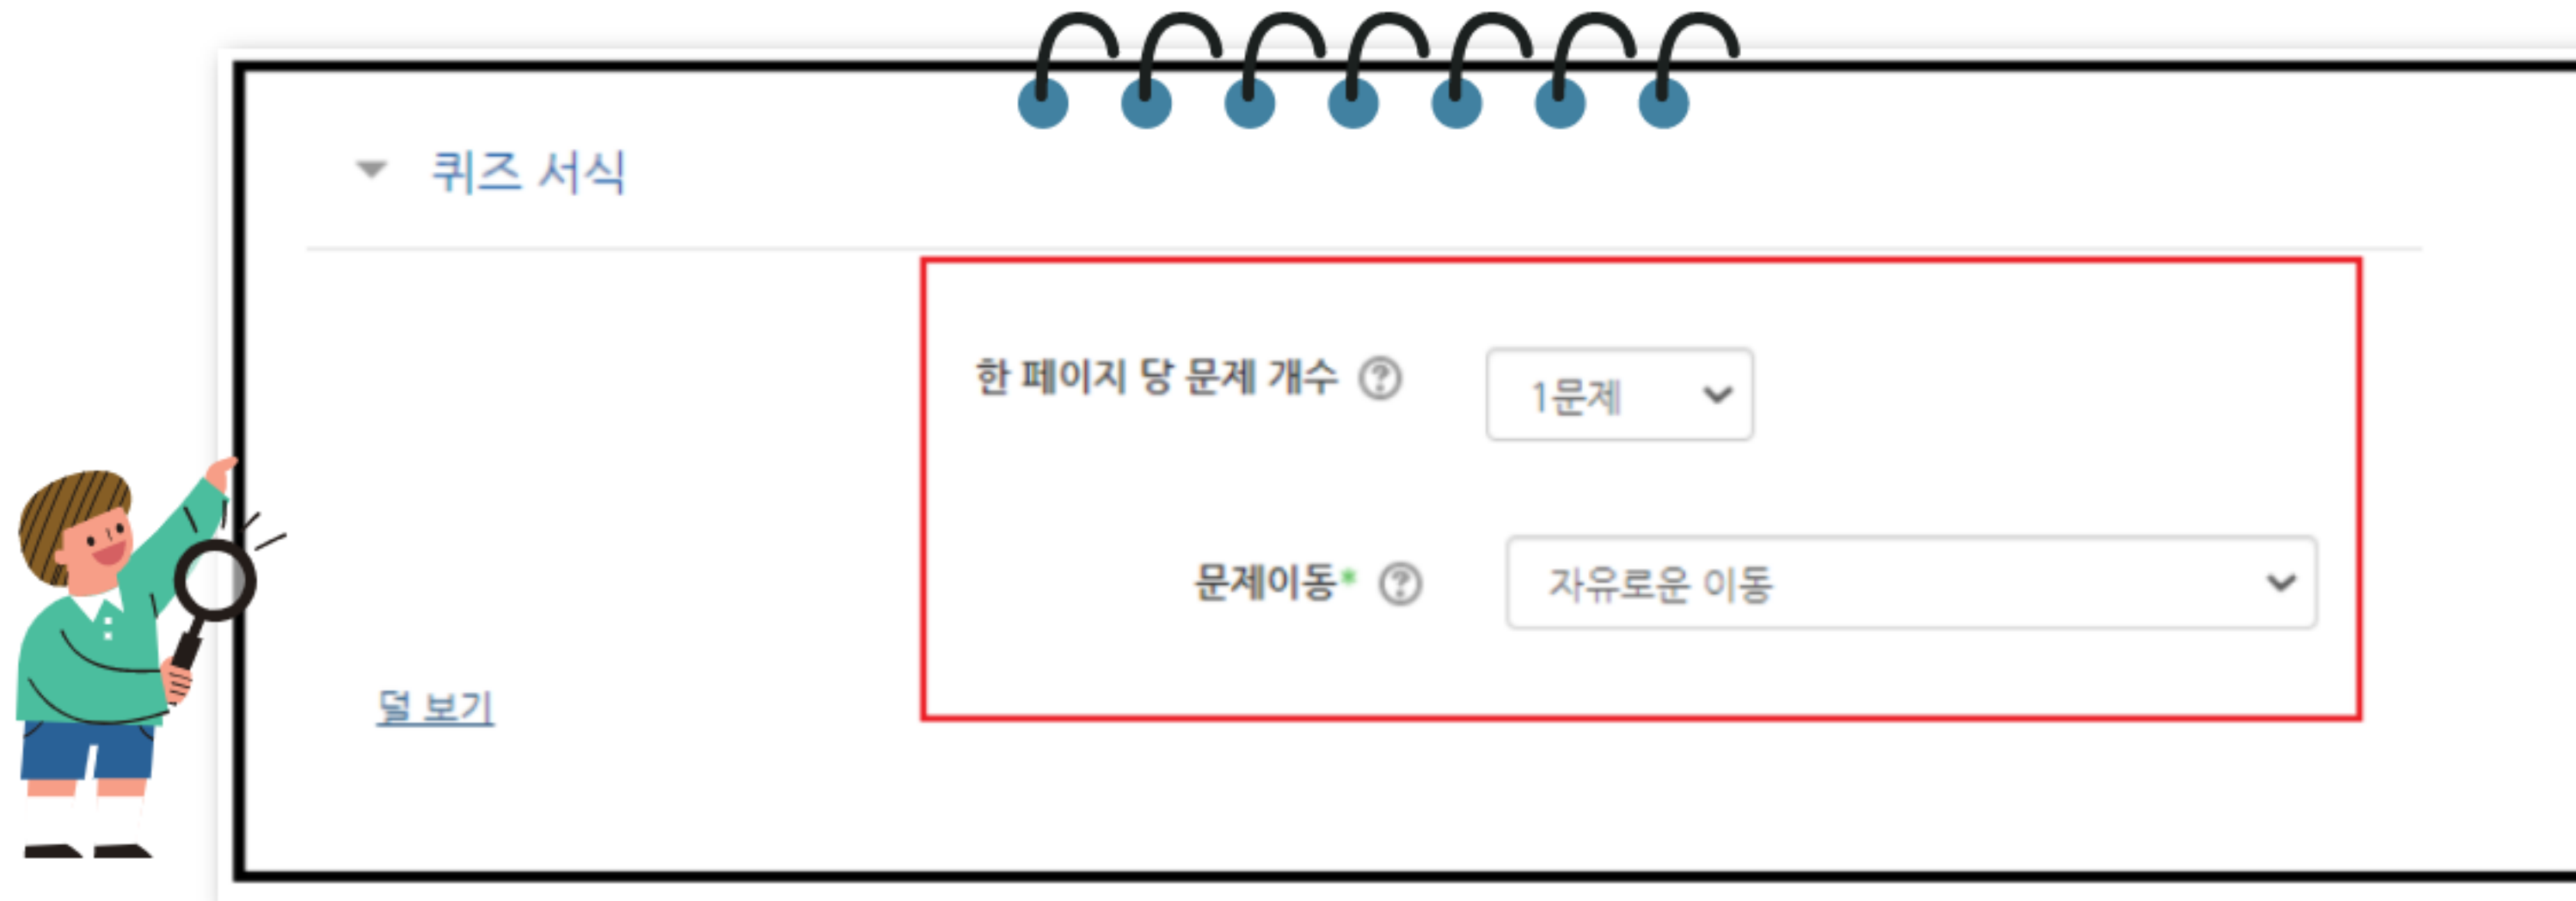 퀴즈 서식
한 페이지 당 문제 개수 ? 1문제
문제이동* ? 자유로운 이동
덜 보기